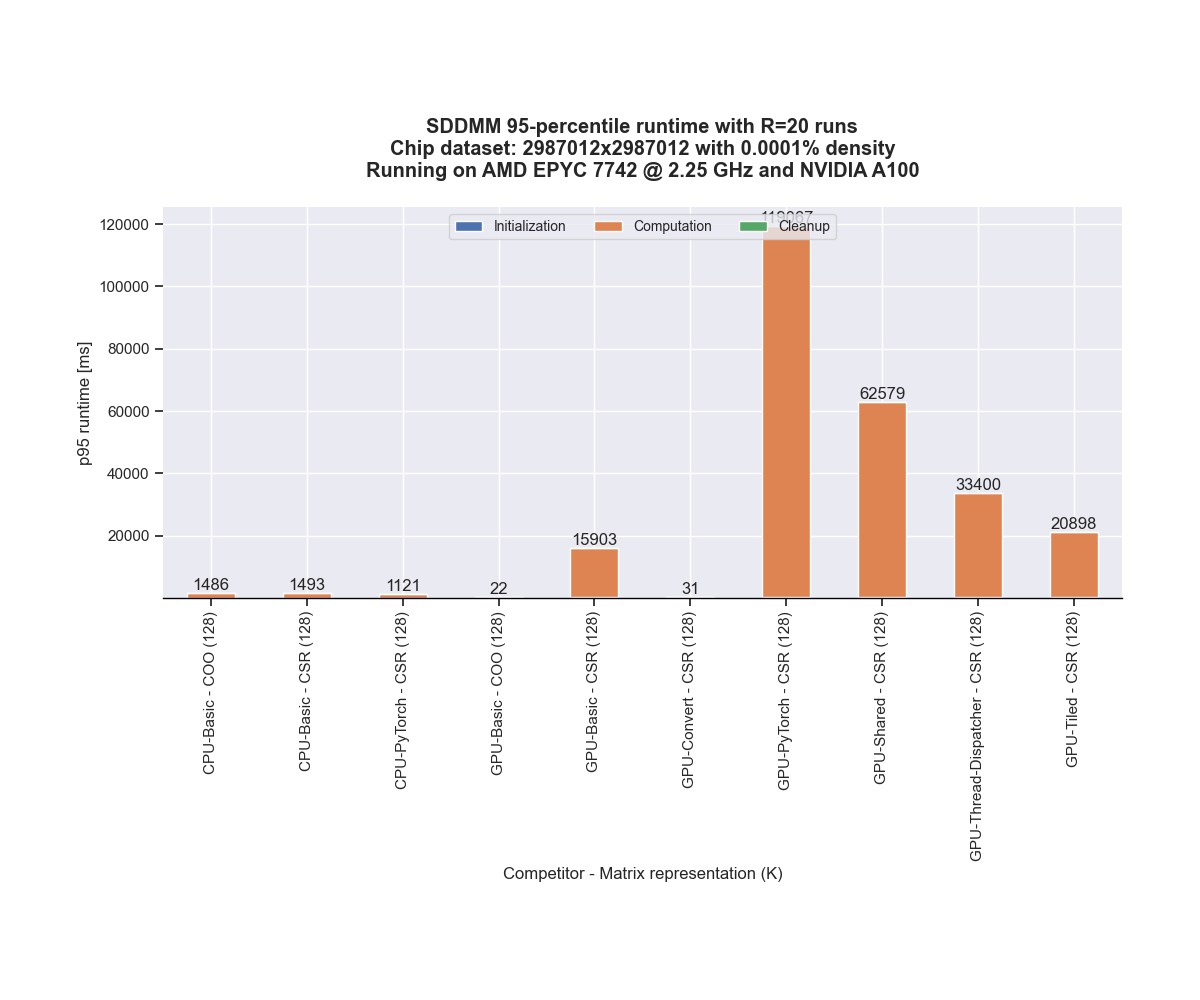 SDDMM 95-percentile runtime with R=20 runs
Chip dataset: 2987012x2987012 with 0.0001% density
Running on AMD EPYC 7742 @ 2.25 GHz and NVIDIA A100
Initialization
Computation
Cleanup
p95 runtime [ms]
120000
100000
80000
60000
40000
20000
1486
1493
1121
22
15903
31
62579
33400
20898
CPU-Basic - COO (128)
CPU-Basic - CSR (128)
CPU-PyTorch - CSR (128)
GPU-Basic - COO (128)
GPU-Basic - CSR (128)
GPU-Convert - CSR (128)
GPU-PyTorch - CSR (128)
GPU-Shared - CSR (128)
GPU-Thread-Dispatcher - CSR (128)
GPU-Tiled - CSR (128)
Competitor - Matrix representation (K)